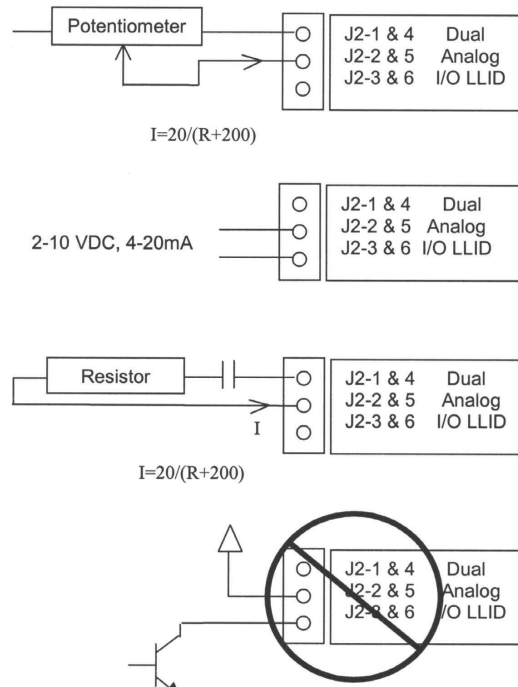 Potentiometer
J2-1 & 4 Dual
J2-2 & 5 Analog
J2-3 & 6 I/O LLID
I=20/(R+200)
J2-1 & 4 Dual
J2-2 & 5 Analog
J2-3 & 6 I/O LLID
2-10 VDC, 4-20mA
Resistor
J2-1 & 4 Dual
J2-2 & 5 Analog
J2-3 & 6 I/O LLID
I
I=20/(R+200)
J2-1 & 4 Dual
J2-2 & 5 Analog
J2-3 & 6 I/O LLID